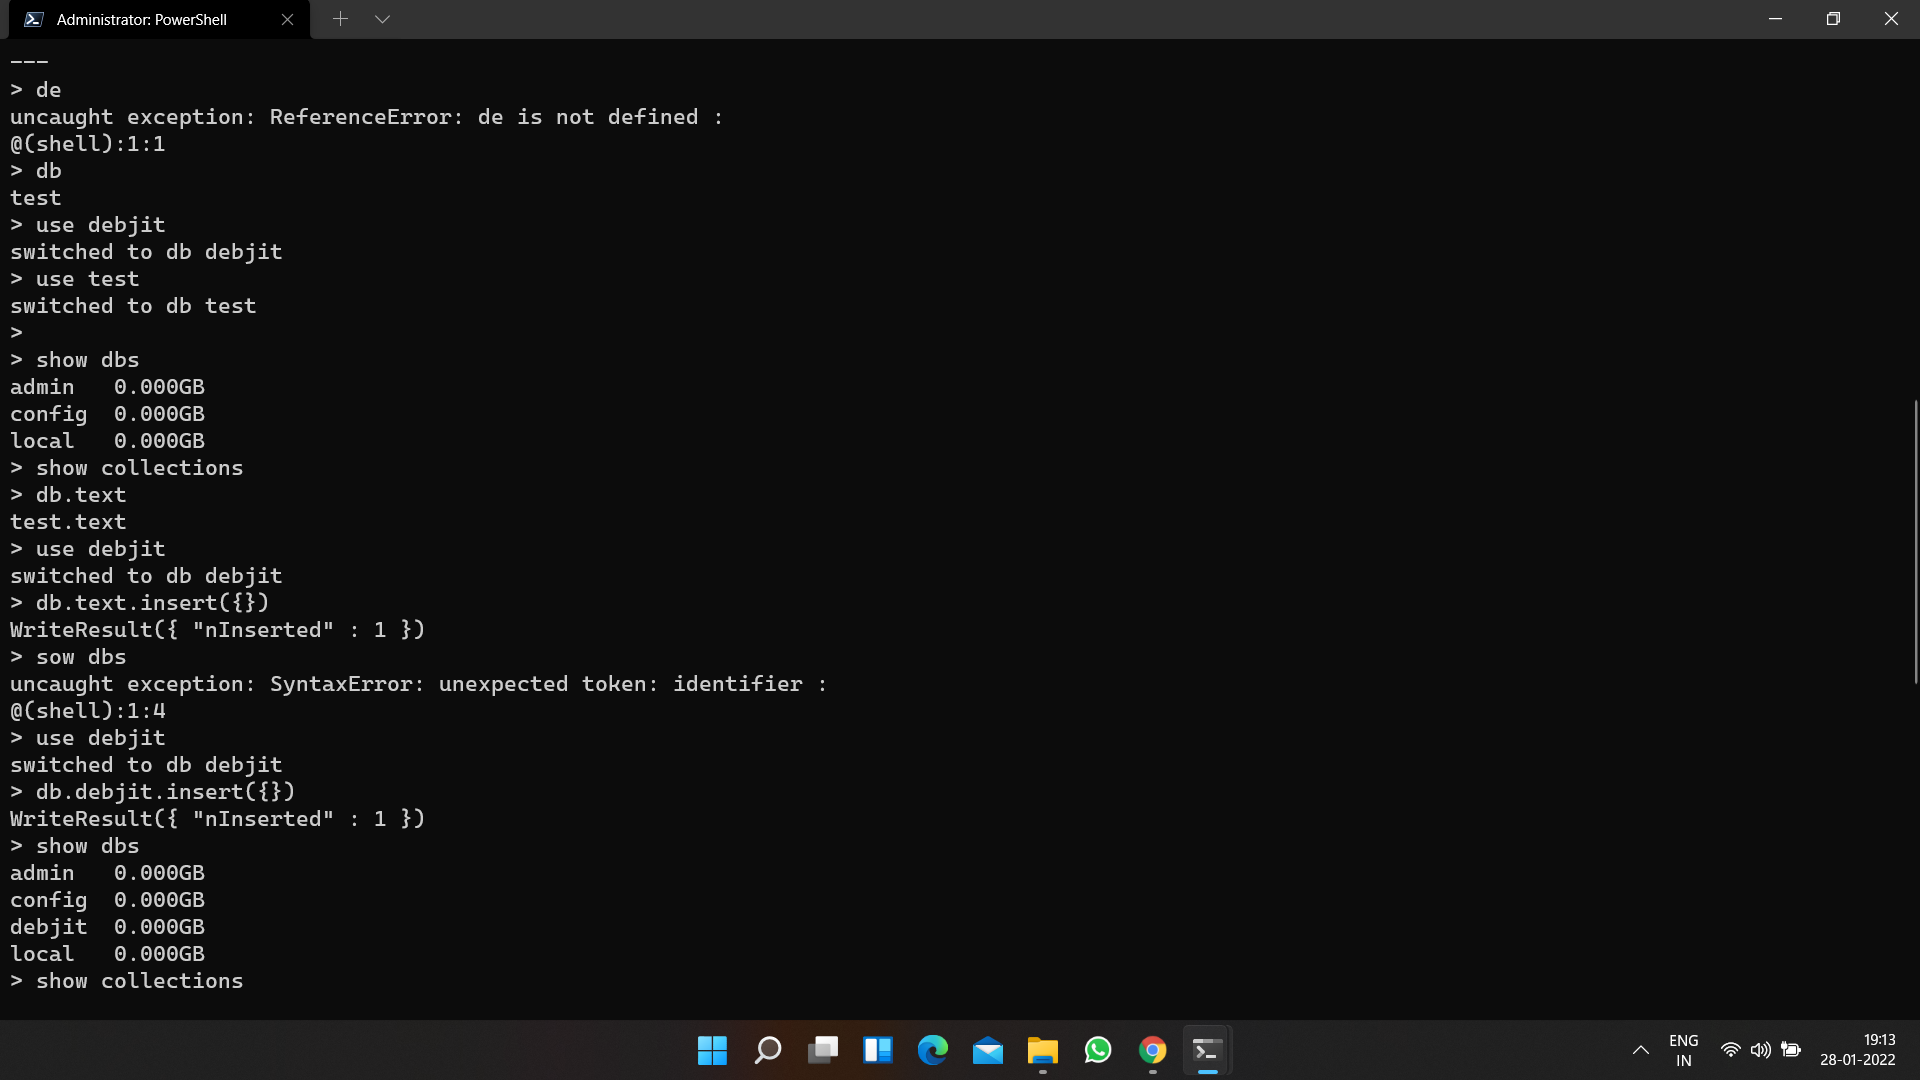 Administrator: PowerShell
---
> de
uncaught exception: ReferenceError: de is not defined :
@(shell):1:1
> db
test
> use debjit
switched to db debjit
> use test
switched to db test
>
> show dbs
admin   0.000GB
config  0.000GB
local   0.000GB
> show collections
> db.text
test.text
> use debjit
switched to db debjit
> db.text.insert({})
WriteResult({ "nInserted" : 1 })
> sow dbs
uncaught exception: SyntaxError: unexpected token: identifier :
@(shell):1:4
> use debjit
switched to db debjit
> db.debjit.insert({})
WriteResult({ "nInserted" : 1 })
> show dbs
admin   0.000GB
config  0.000GB
debjit  0.000GB
local   0.000GB
> show collections
ENG
IN
19:13
28-01-2022